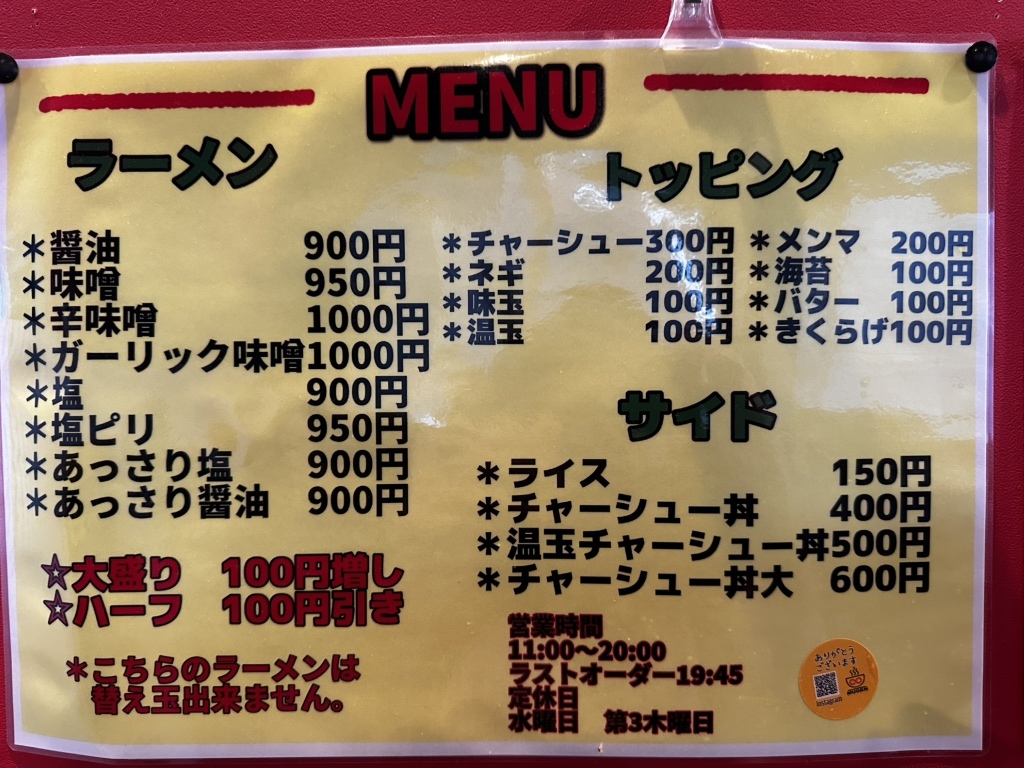 MENU
ラーメン
＊醤油 900円
＊味噌 950円
＊辛味噌 1000円
＊ガーリック味噌1000円
＊塩 900円
＊塩ピリ 950円
＊あっさり塩 900円
＊あっさり醤油 900円
☆大盛り 100円増し
☆ハーフ 100円引き
＊こちらのラーメンは
替え玉出来ません。
トッピング
＊チャーシュー300円 ＊メンマ 200円
＊ネギ 200円 ＊海苔 100円
＊味玉 100円 ＊バター 100円
＊温玉 100円 ＊きくらげ100円
サイド
＊ライス 150円
＊チャーシュー丼 400円
＊温玉チャーシュー丼500円
＊チャーシュー丼大 600円
営業時間
11:00〜20:00
ラストオーダー19:45
定休日
水曜日 第3木曜日
ありがとう
ございます
Instagram